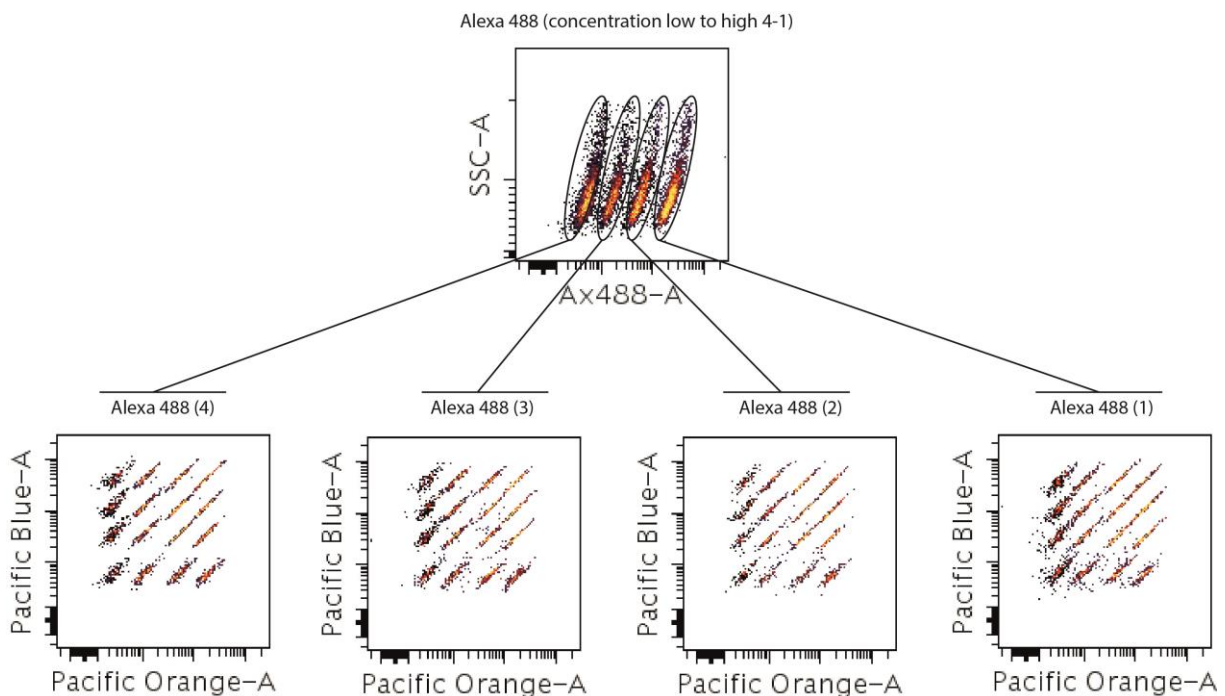 Alexa 488 (concentration low to high 4-1)
SSC-A
Ax488-A
Alexa 488 (4)
Alexa 488 (3)
Alexa 488 (2)
Alexa 488 (1)
Pacific Blue-A
Pacific Blue-A
Pacific Blue-A
Pacific Blue-A
Pacific Orange-A
Pacific Orange-A
Pacific Orange-A
Pacific Orange-A